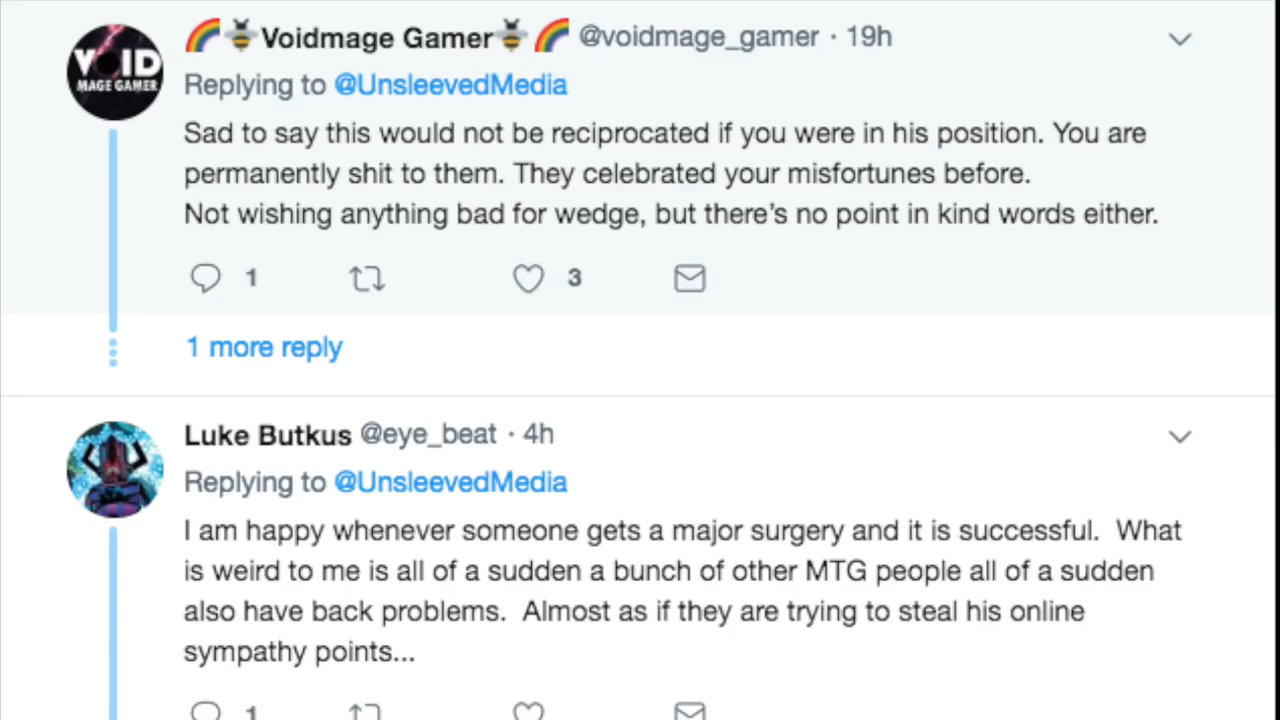 VOID
MAGE GAMER
🌈🐝Voidmage Gamer🐝🌈 @voidmage_gamer · 19h
Replying to @UnsleevedMedia
Sad to say this would not be reciprocated if you were in his position. You are
permanently shit to them. They celebrated your misfortunes before.
Not wishing anything bad for wedge, but there's no point in kind words either.
1 3
1 more reply
Luke Butkus @eye_beat · 4h
Replying to @UnsleevedMedia
I am happy whenever someone gets a major surgery and it is successful.  What
is weird to me is all of a sudden a bunch of other MTG people all of a sudden
also have back problems.  Almost as if they are trying to steal his online
sympathy points...
1